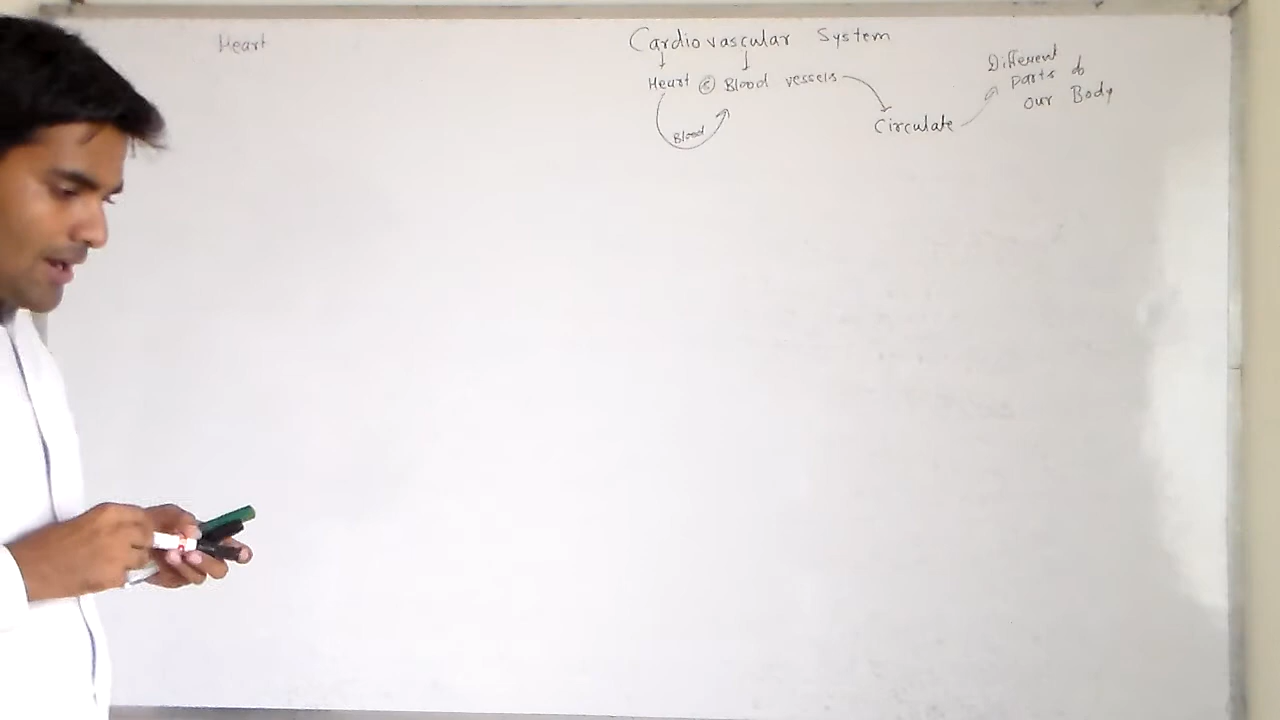 Heart
Cardiovascular System
Heart © Blood vessels
Blood
Circulate
Different
parts of
our Body